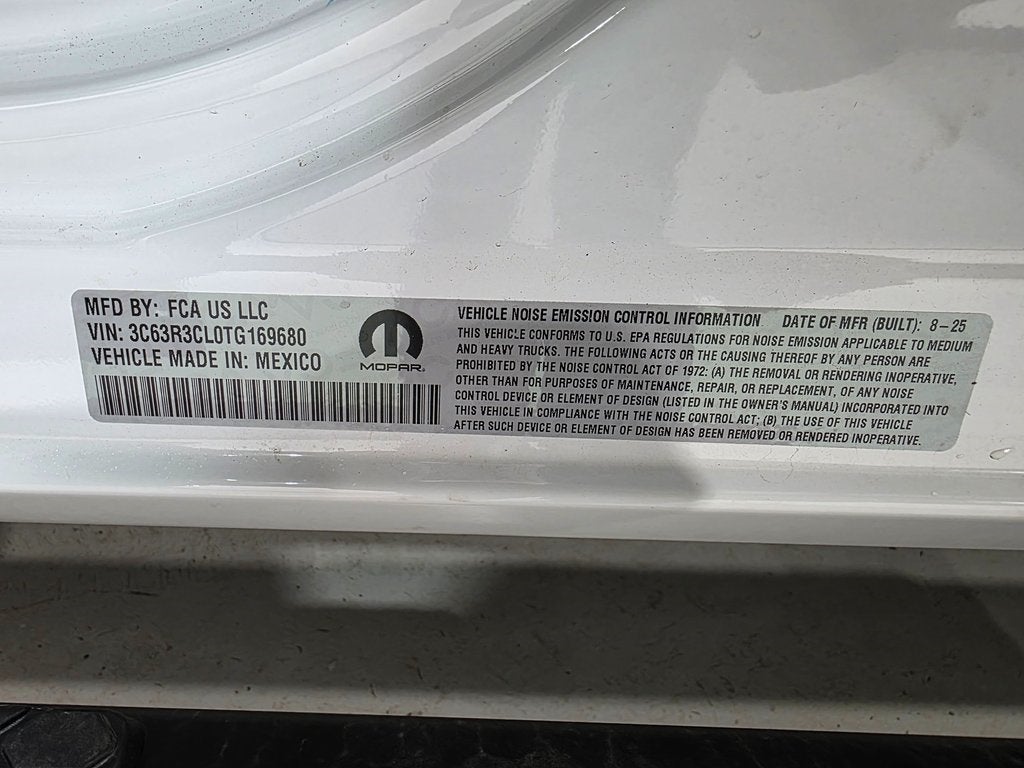 MFD BY: FCA US LLC
VIN: 3C63R3CL0TG169680
VEHICLE MADE IN: MEXICO
MOPAR
VEHICLE NOISE EMISSION CONTROL INFORMATION DATE OF MFR (BUILT): 8-25
THIS VEHICLE CONFORMS TO U.S. EPA REGULATIONS FOR NOISE EMISSION APPLICABLE TO MEDIUM
AND HEAVY TRUCKS. THE FOLLOWING ACTS OR THE CAUSING THEREOF BY ANY PERSON ARE
PROHIBITED BY THE NOISE CONTROL ACT OF 1972: (A) THE REMOVAL OR RENDERING INOPERATIVE,
OTHER THAN FOR PURPOSES OF MAINTENANCE, REPAIR, OR REPLACEMENT, OF ANY NOISE
CONTROL DEVICE OR ELEMENT OF DESIGN (LISTED IN THE OWNER'S MANUAL) INCORPORATED INTO
THIS VEHICLE IN COMPLIANCE WITH THE NOISE CONTROL ACT; (B) THE USE OF THIS VEHICLE
AFTER SUCH DEVICE OR ELEMENT OF DESIGN HAS BEEN REMOVED OR RENDERED INOPERATIVE.